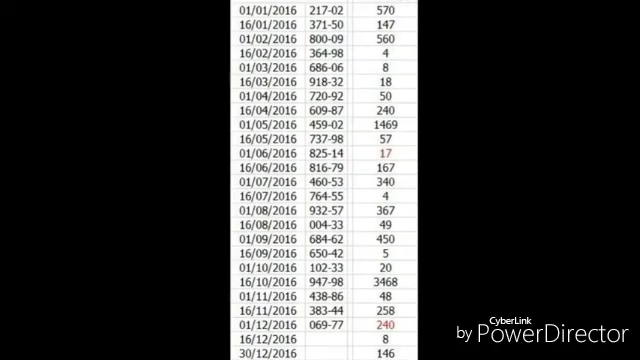 01/01/2016 217-02 570
16/01/2016 371-50 147
01/02/2016 800-09 560
16/02/2016 364-98 4
01/03/2016 686-06 8
16/03/2016 918-32 18
01/04/2016 720-92 50
16/04/2016 609-87 240
01/05/2016 459-02 1469
16/05/2016 737-98 57
01/06/2016 825-14 17
16/06/2016 816-79 167
01/07/2016 460-53 340
16/07/2016 764-55 4
01/08/2016 932-57 367
16/08/2016 004-33 49
01/09/2016 684-62 450
16/09/2016 650-42 5
01/10/2016 102-33 20
16/10/2016 947-98 3468
01/11/2016 438-86 48
16/11/2016 383-44 258
01/12/2016 069-77 240
16/12/2016 8
30/12/2016 146
CyberLink
by PowerDirector